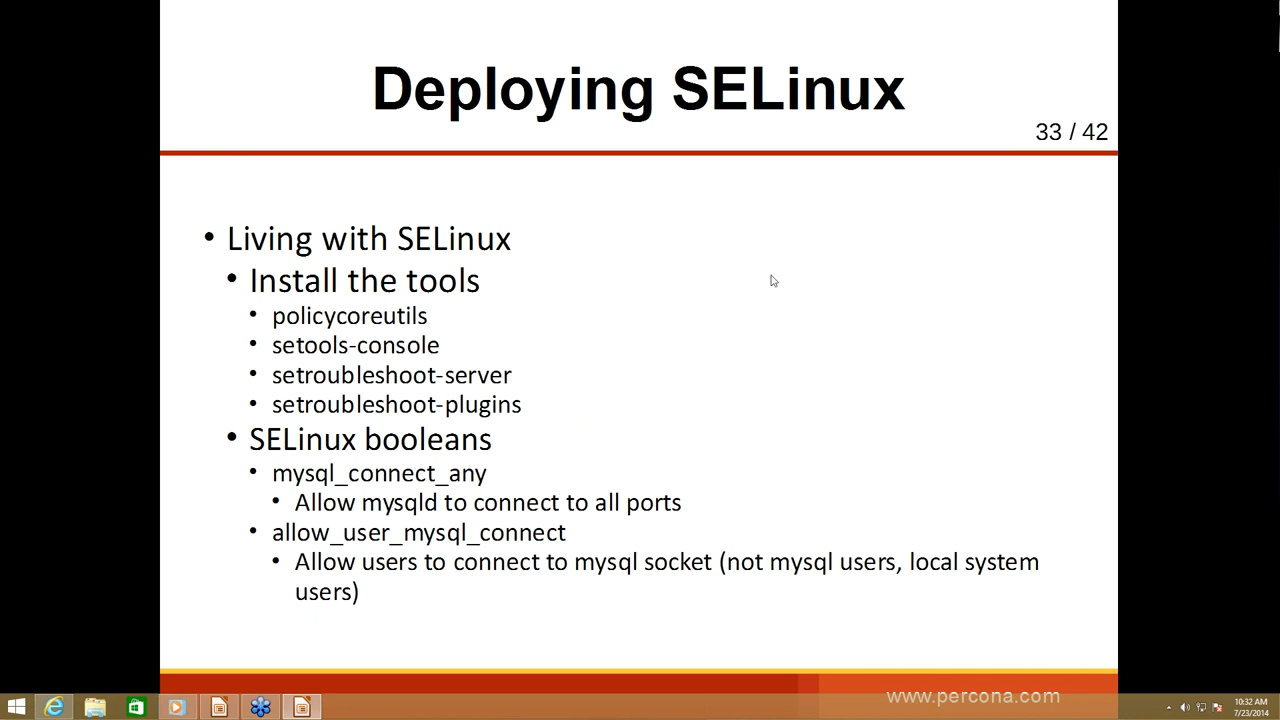 Deploying SELinux
33 / 42
• Living with SELinux
• Install the tools
• policycoreutils
• setools-console
• setroubleshoot-server
• setroubleshoot-plugins
• SELinux booleans
• mysql_connect_any
• Allow mysqld to connect to all ports
• allow_user_mysql_connect
• Allow users to connect to mysql socket (not mysql users, local system
users)
www.percona.com
10:32 AM
7/23/2014